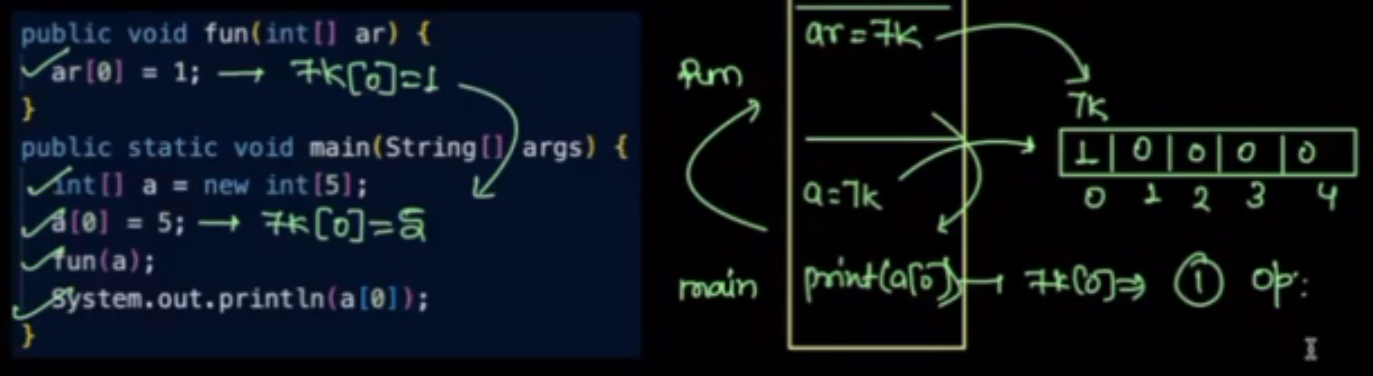 public void fun(int[] ar) {
ar[0] = 1; → 7k[0]=1
}
public static void main(String[] args) {
int[] a = new int[5];
a[0] = 5; → 7k[0]=5
fun(a);
System.out.println(a[0]);
}
ar=7k
fun
7k
1 0 0 0 0
0 1 2 3 4
a=7k
main print(a[0]) → 7k[0]⇒ 1 op: